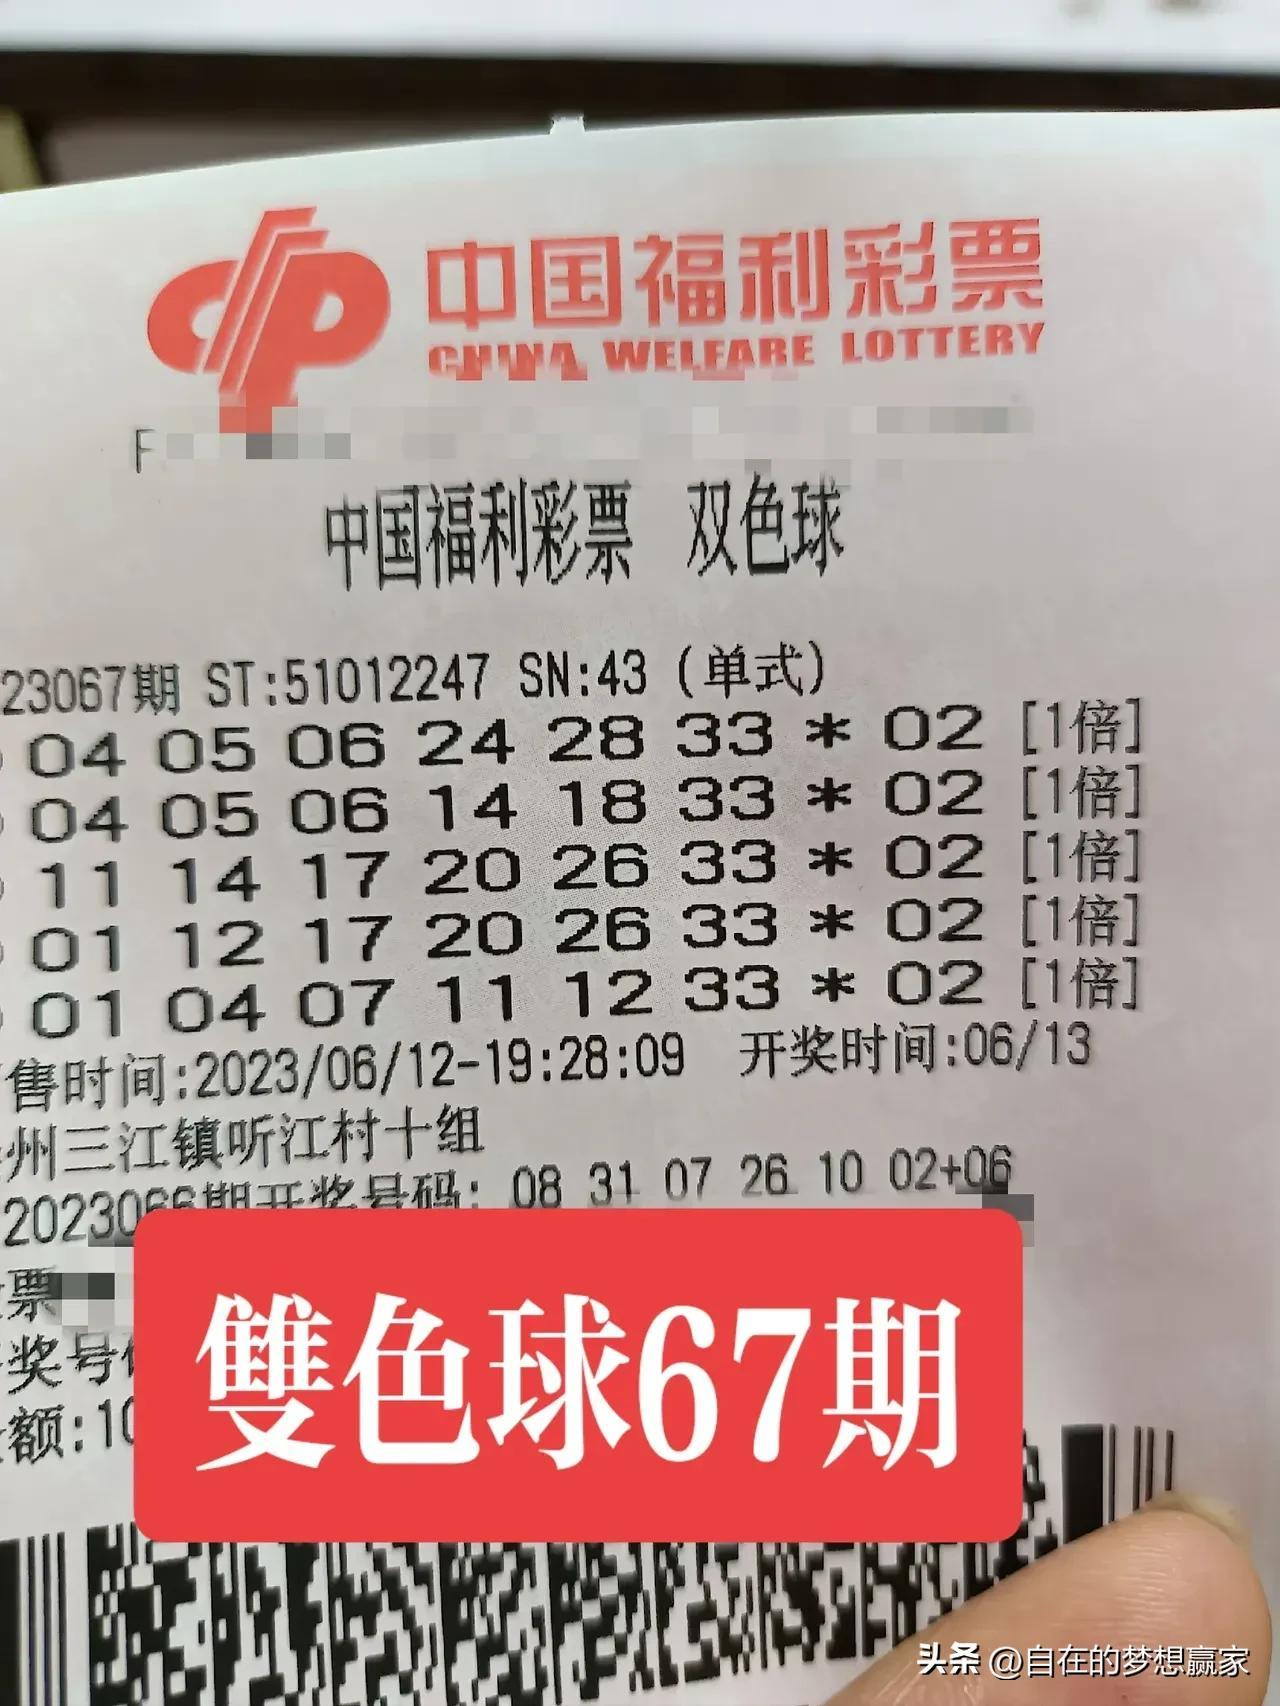 中国福利彩票
CHINA WELFARE LOTTERY
F
中国福利彩票 双色球
23067期 ST:51012247 SN:43 (单式)
04 05 06 24 28 33 * 02 [1倍]
04 05 06 14 18 33 * 02 [1倍]
11 14 17 20 26 33 * 02 [1倍]
01 12 17 20 26 33 * 02 [1倍]
01 04 07 11 12 33 * 02 [1倍]
售时间:2023/06/12-19:28:09 开奖时间:06/13
州三江镇听江村十组
2023066期开奖号码: 08 31 07 26 10 02+06
票
奖号
额:10
雙色球67期
头条 @自在的梦想赢家